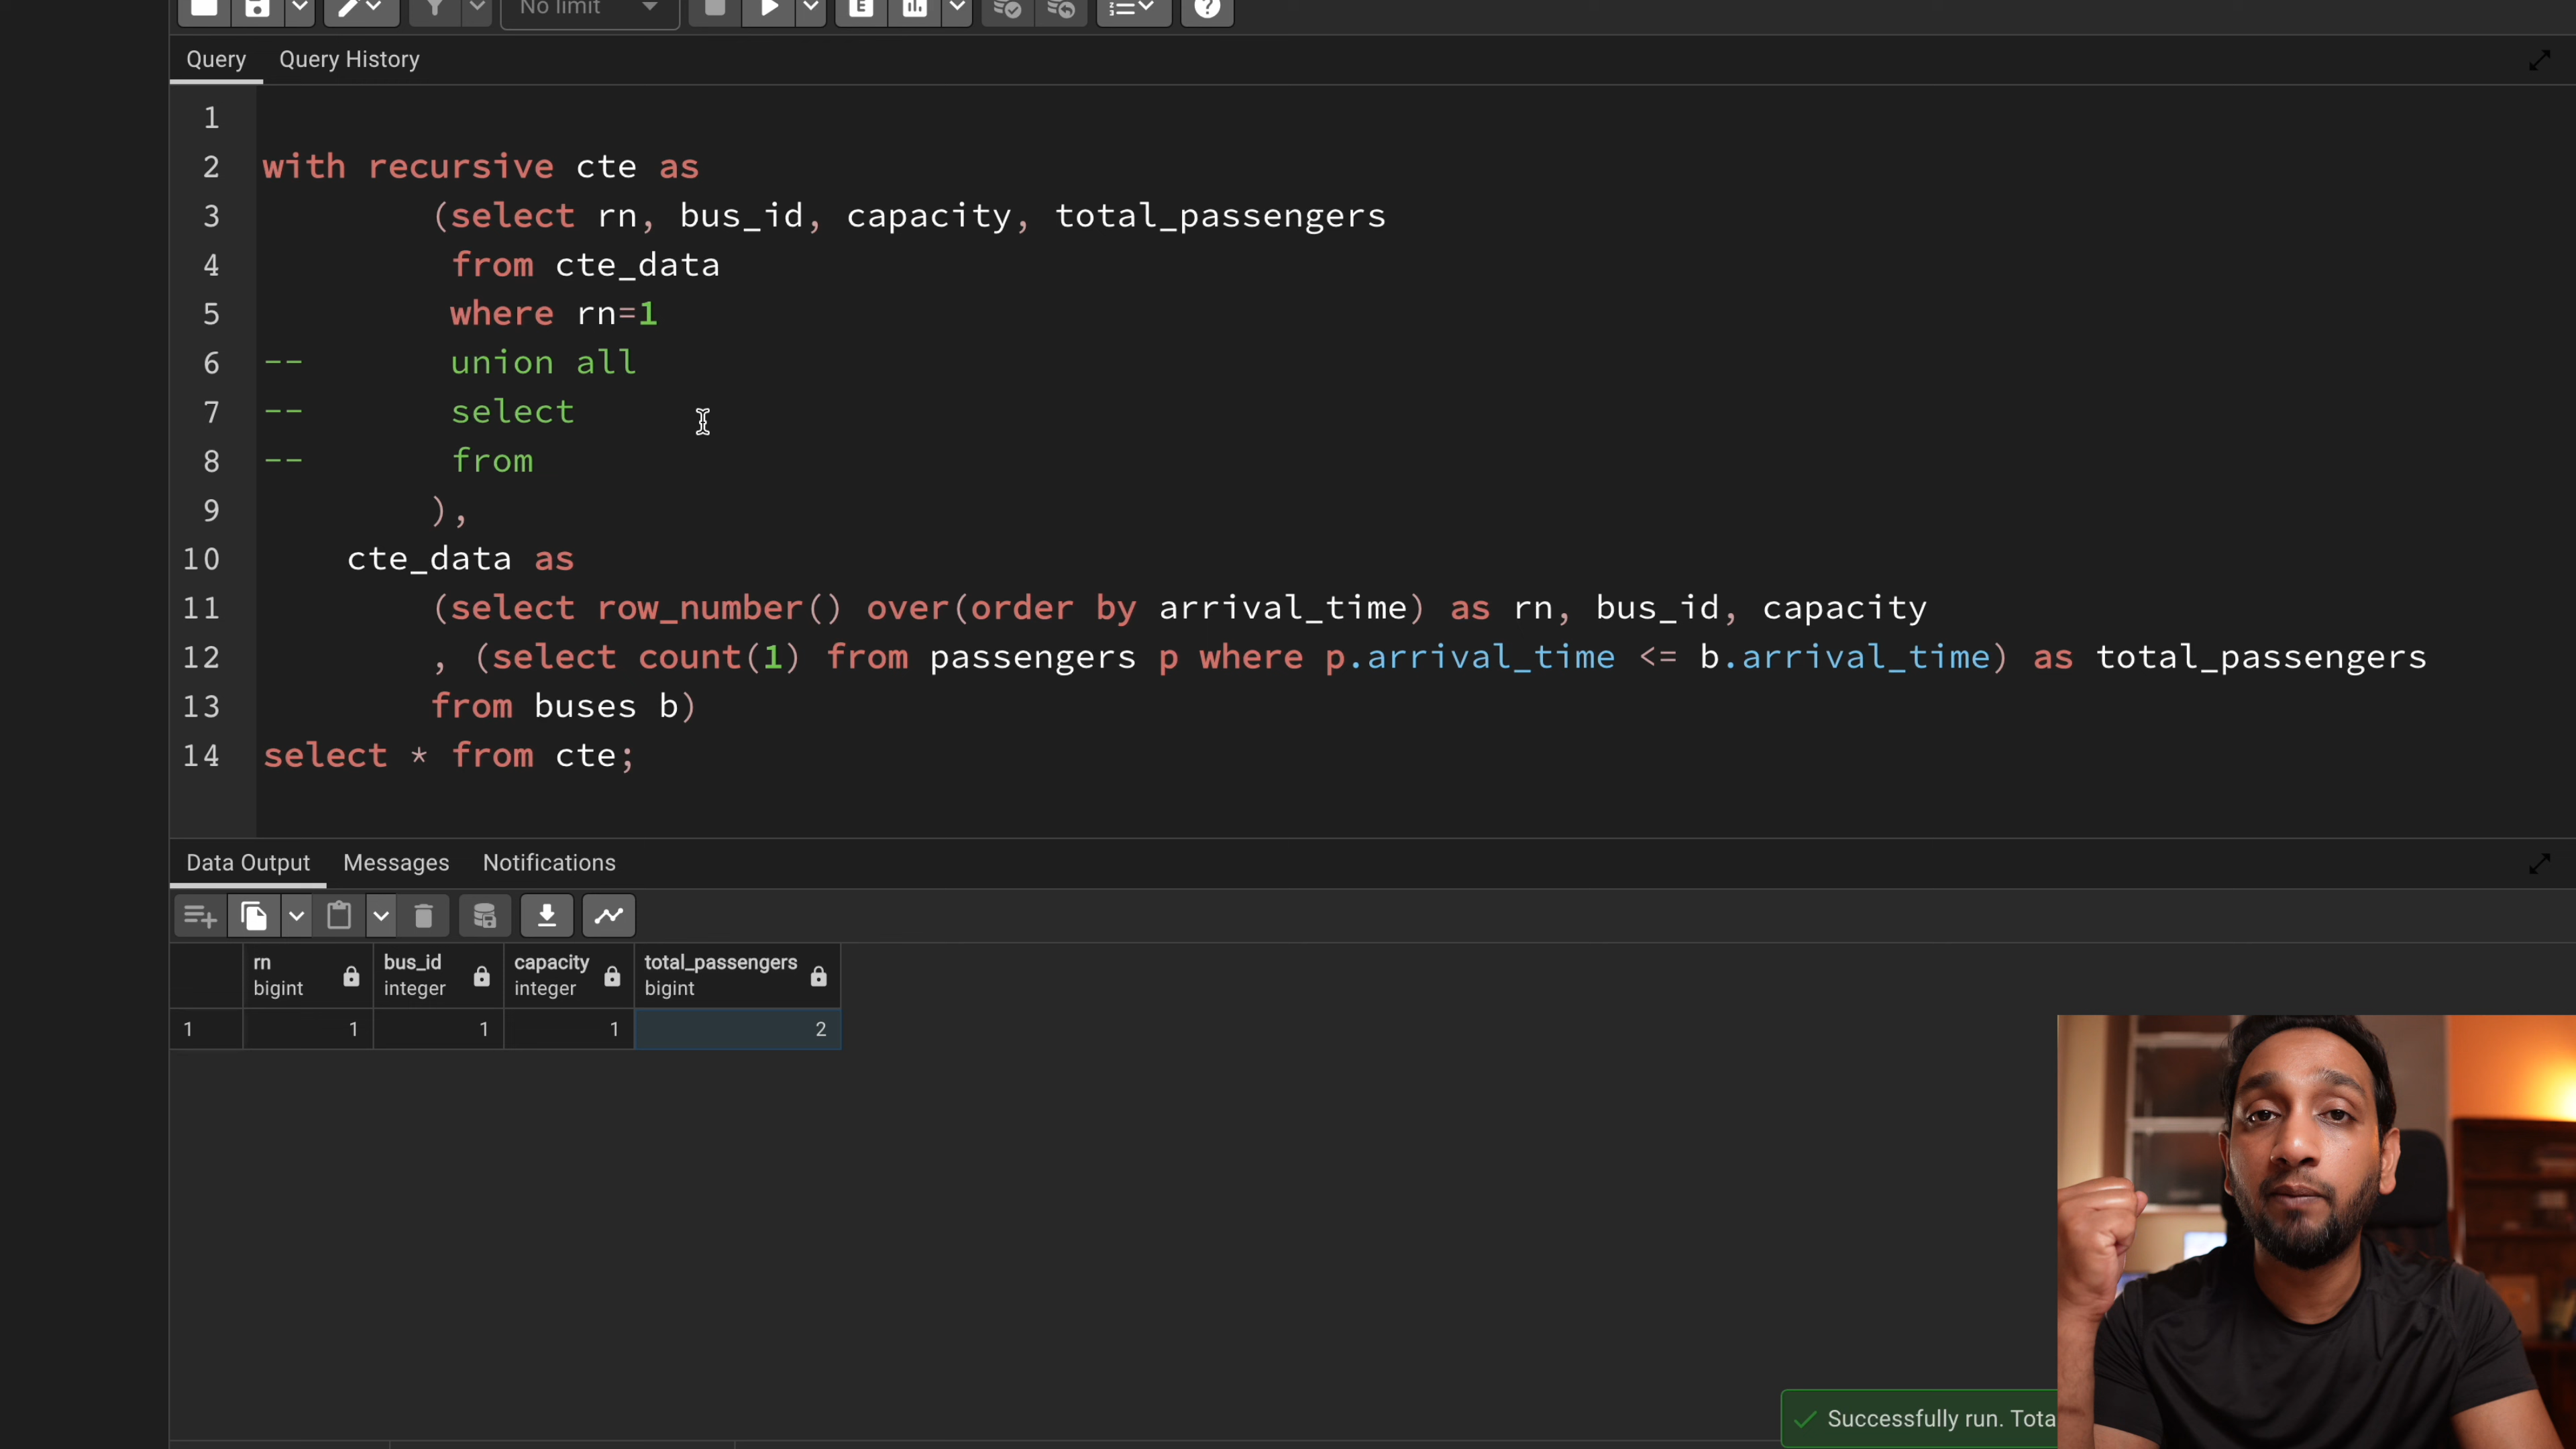 No limit
Query Query History
1
2 with recursive cte as
3 (select rn, bus_id, capacity, total_passengers
4 from cte_data
5 where rn=1
6 -- union all
7 -- select
8 -- from
9 ),
10 cte_data as
11 (select row_number() over(order by arrival_time) as rn, bus_id, capacity
12 , (select count(1) from passengers p where p.arrival_time <= b.arrival_time) as total_passengers
13 from buses b)
14 select * from cte;
Data Output Messages Notifications
rn bus_id capacity total_passengers
bigint integer integer bigint
1 1 1 1 2
Successfully run. Tota